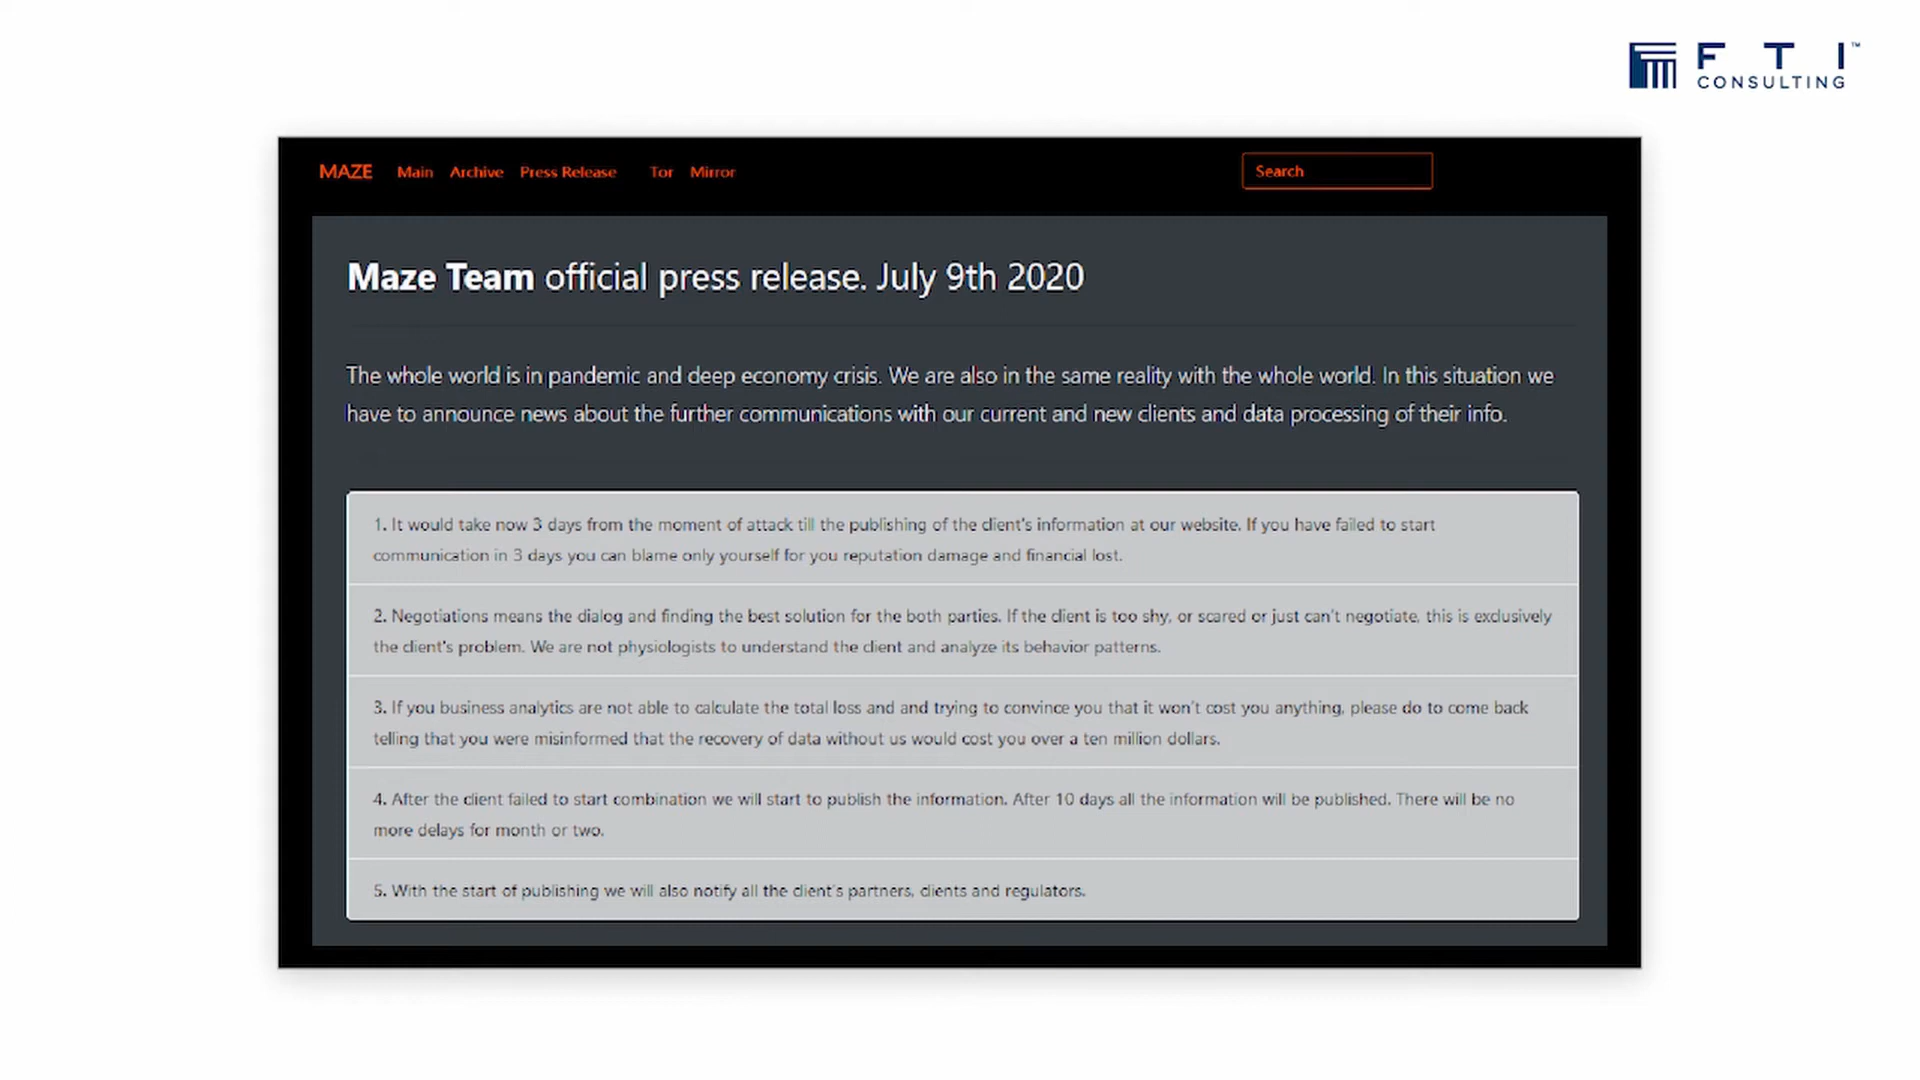 F T I ™
CONSULTING
MAZE Main Archive Press Release Tor Mirror Search
Maze Team official press release. July 9th 2020
The whole world is in pandemic and deep economy crisis. We are also in the same reality with the whole world. In this situation we
have to announce news about the further communications with our current and new clients and data processing of their info.
1. It would take now 3 days from the moment of attack till the publishing of the client's information at our website. If you have failed to start
communication in 3 days you can blame only yourself for you reputation damage and financial lost.
2. Negotiations means the dialog and finding the best solution for the both parties. If the client is too shy, or scared or just can't negotiate, this is exclusively
the client's problem. We are not physiologists to understand the client and analyze its behavior patterns.
3. If you business analytics are not able to calculate the total loss and and trying to convince you that it won't cost you anything, please do to come back
telling that you were misinformed that the recovery of data without us would cost you over a ten million dollars.
4. After the client failed to start combination we will start to publish the information. After 10 days all the information will be published. There will be no
more delays for month or two.
5. With the start of publishing we will also notify all the client's partners, clients and regulators.